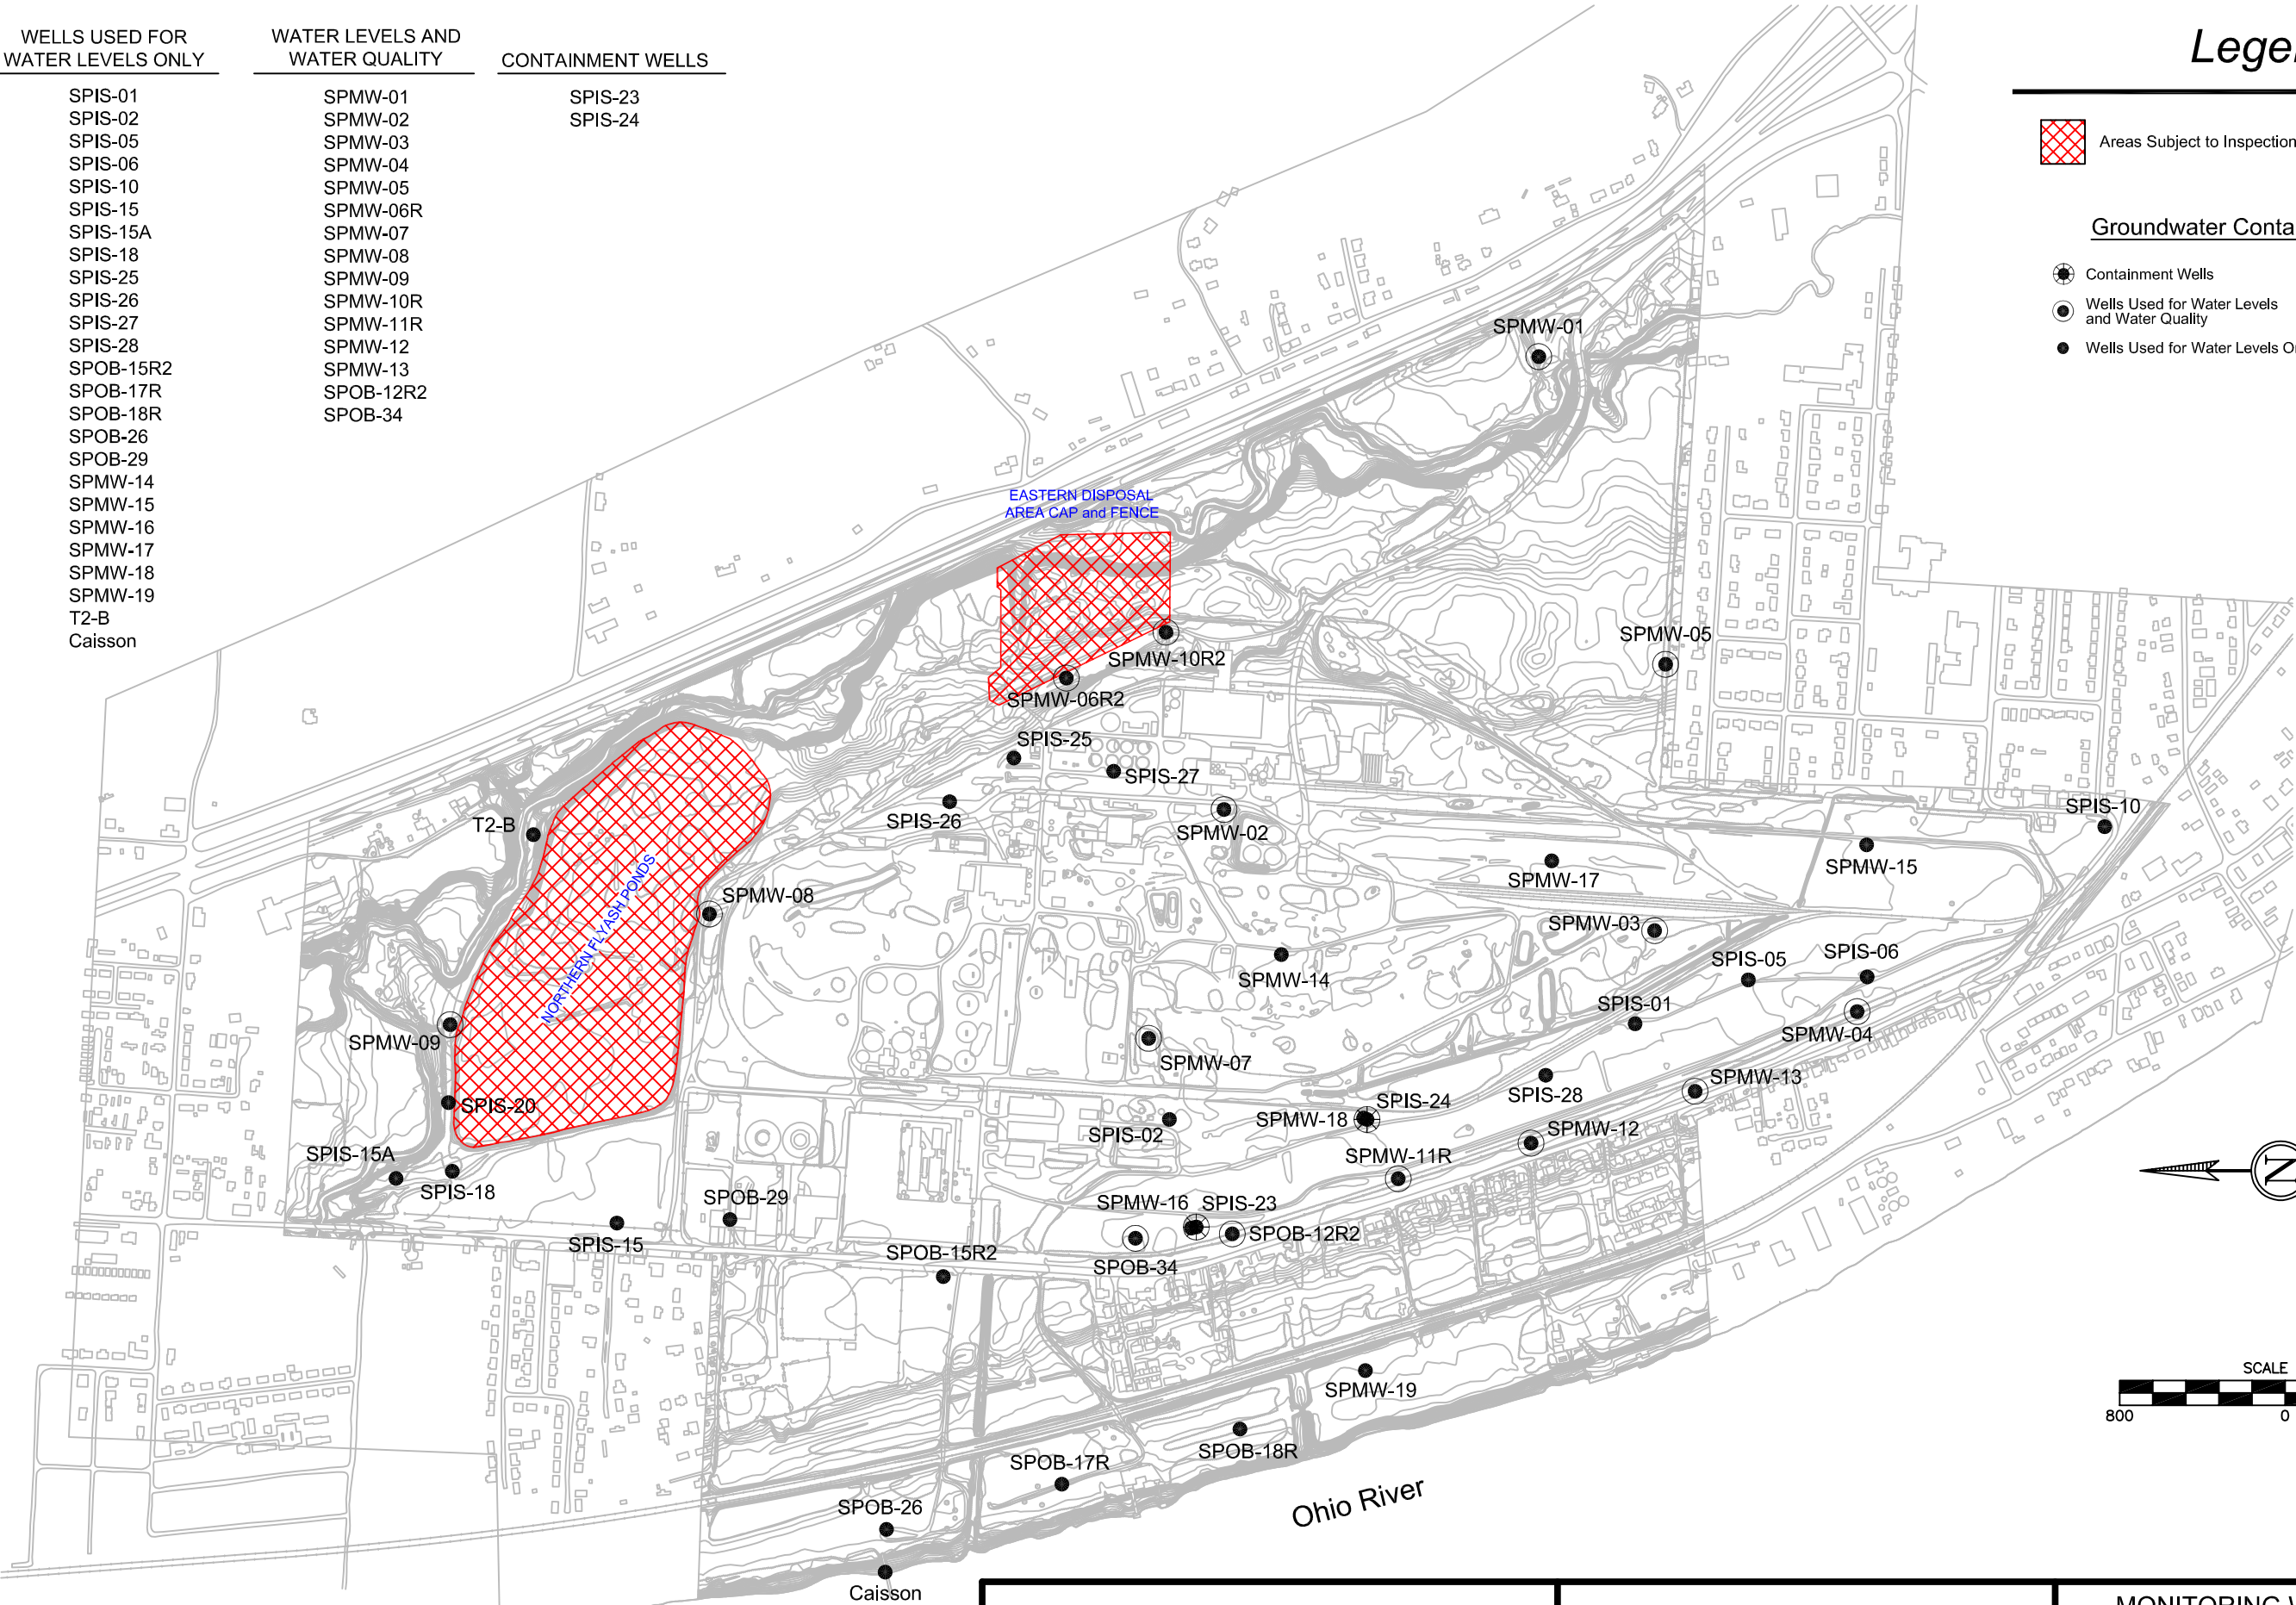 WELLS USED FOR
WATER LEVELS ONLY
SPIS-01
SPIS-02
SPIS-05
SPIS-06
SPIS-10
SPIS-15
SPIS-15A
SPIS-18
SPIS-25
SPIS-26
SPIS-27
SPIS-28
SPOB-15R2
SPOB-17R
SPOB-18R
SPOB-26
SPOB-29
SPMW-14
SPMW-15
SPMW-16
SPMW-17
SPMW-18
SPMW-19
T2-B
Caisson
WATER LEVELS AND
WATER QUALITY
SPMW-01
SPMW-02
SPMW-03
SPMW-04
SPMW-05
SPMW-06R
SPMW-07
SPMW-08
SPMW-09
SPMW-10R
SPMW-11R
SPMW-12
SPMW-13
SPOB-12R2
SPOB-34
CONTAINMENT WELLS
SPIS-23
SPIS-24
Lege
Areas Subject to Inspection
Groundwater Conta
Containment Wells
Wells Used for Water Levels
and Water Quality
Wells Used for Water Levels O
SPMW-01
EASTERN DISPOSAL
AREA CAP and FENCE
SPMW-05
SPMW-10R2
SPMW-06R2
SPIS-25
SPIS-27
SPIS-26
SPMW-02
SPIS-10
T2-B
SPMW-15
SPMW-17
SPMW-08
NORTHERN FLYASH PONDS
SPMW-03
SPIS-06
SPIS-05
SPMW-14
SPIS-01
SPMW-04
SPMW-09
SPMW-07
SPMW-13
SPIS-28
SPIS-20
SPIS-24
SPMW-18
SPIS-02
SPMW-12
SPIS-15A
SPMW-11R
SPIS-18
SPOB-29
SPMW-16
SPIS-23
SPOB-12R2
SPIS-15
SPOB-15R2
SPOB-34
N
SCALE
800
0
SPMW-19
SPOB-18R
SPOB-17R
Ohio River
SPOB-26
Caisson
MONITORING